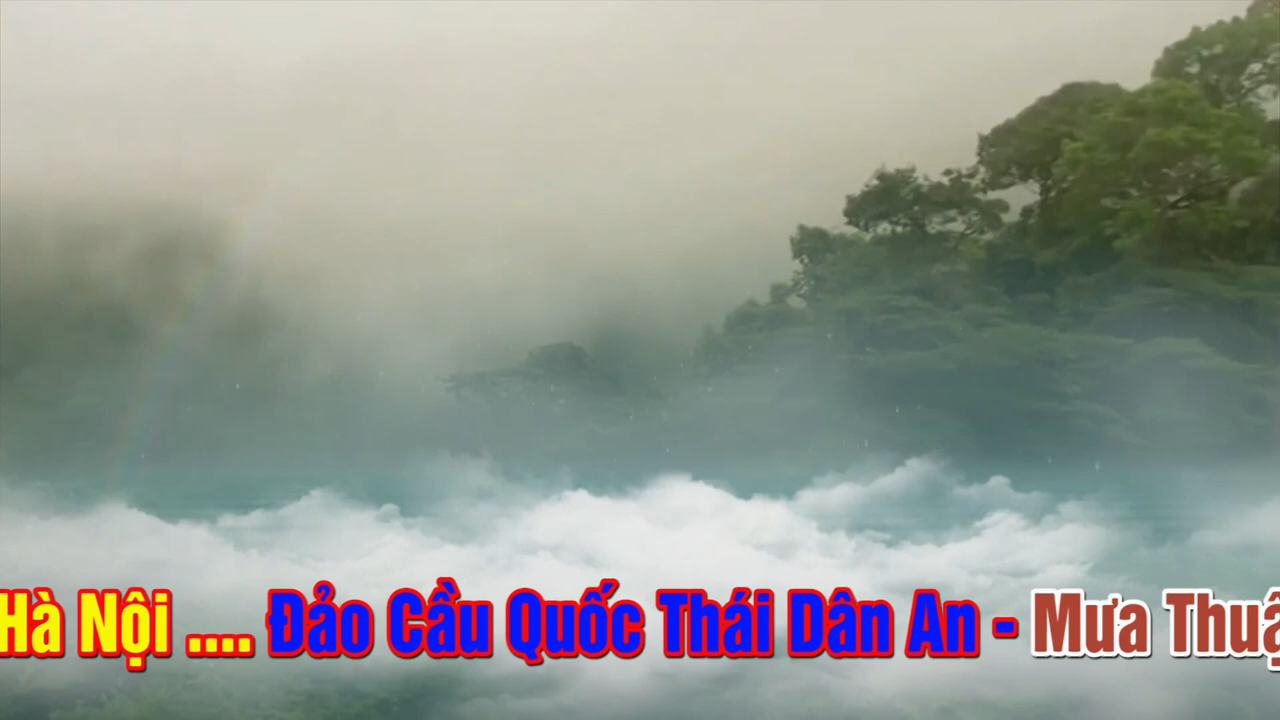 Hà Nội .... Đảo Cầu Quốc Thái Dân An - Mưa Thuậ